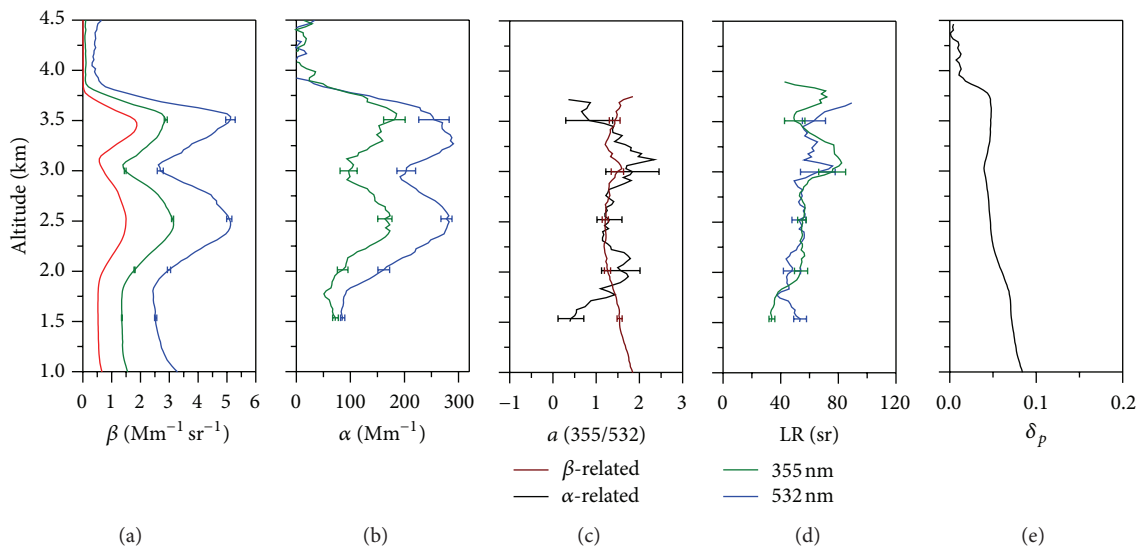 4.5
4.0
3.5
3.0
2.5
2.0
1.5
1.0
Altitude (km)
0 1 2 3 4 5 6
β (Mm⁻¹ sr⁻¹)
0 100 200 300
α (Mm⁻¹)
−1 0 1 2 3
a (355/532)
0 40 80 120
LR (sr)
0.0 0.1 0.2
δₚ
β-related
α-related
355 nm
532 nm
(a) (b) (c) (d) (e)